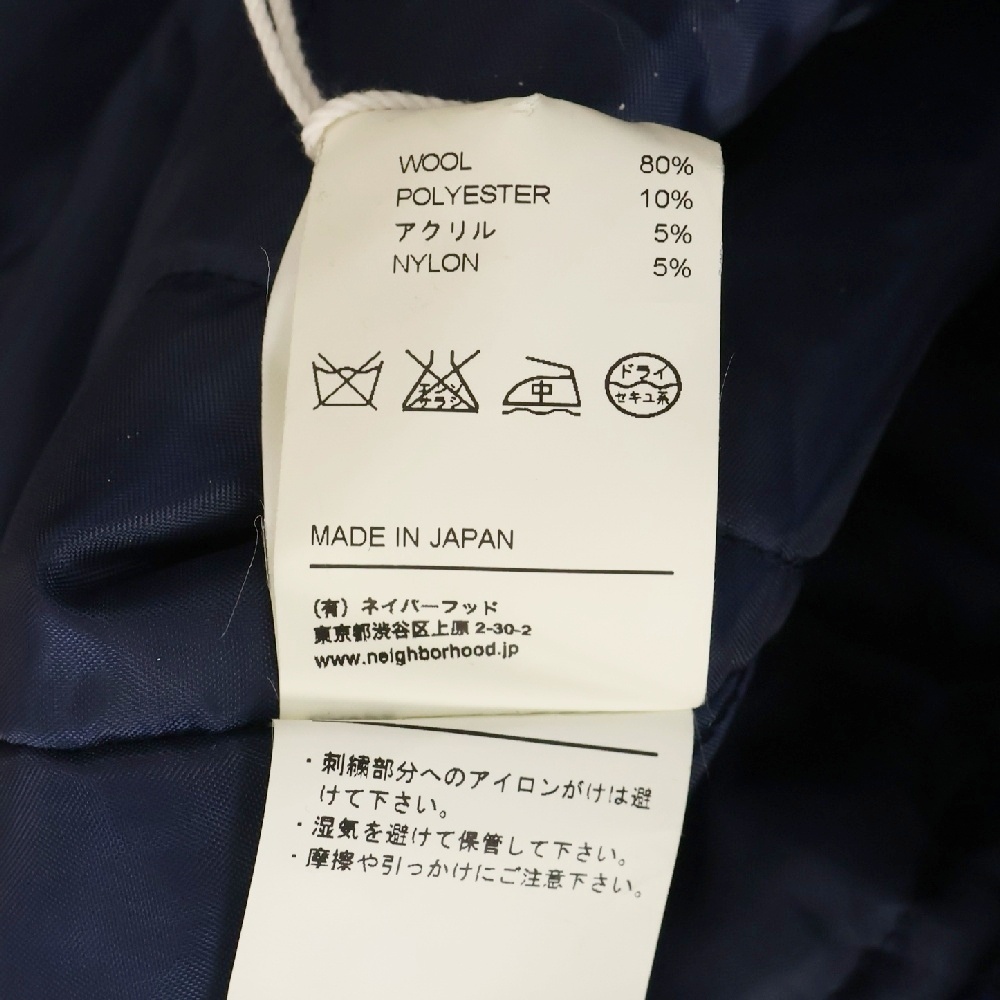 WOOL 80%
POLYESTER 10%
アクリル 5%
NYLON 5%
エンソ
サラシ
中
ドライ
セキユ系
MADE IN JAPAN
(有) ネイバーフッド
東京都渋谷区上原 2-30-2
www.neighborhood.jp
・刺繍部分へのアイロンがけは避
けて下さい。
・湿気を避けて保管して下さい。
・摩擦や引っかけにご注意下さい。